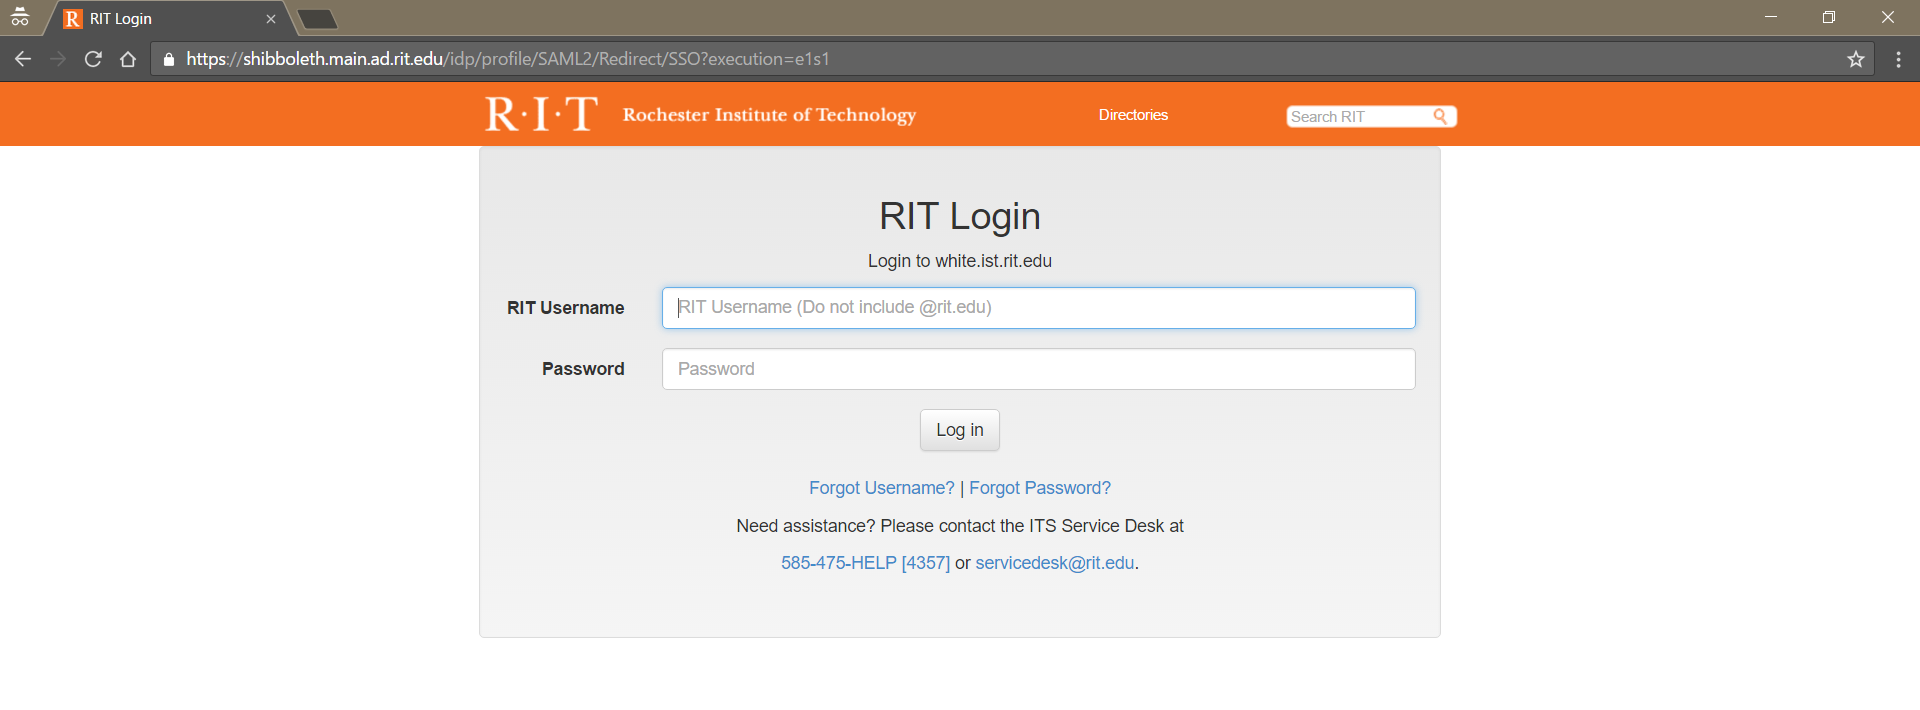 RIT Login
https://shibboleth.main.ad.rit.edu/idp/profile/SAML2/Redirect/SSO?execution=e1s1
R·I·T Rochester Institute of Technology Directories Search RIT
RIT Login
Login to white.ist.rit.edu
RIT Username RIT Username (Do not include @rit.edu)
Password Password
Log in
Forgot Username? | Forgot Password?
Need assistance? Please contact the ITS Service Desk at
585-475-HELP [4357] or servicedesk@rit.edu.